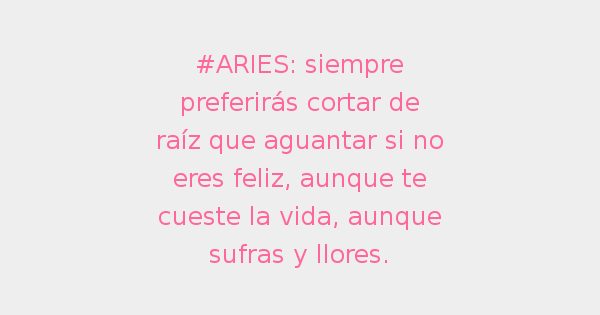 #ARIES: siempre
preferirás cortar de
raíz que aguantar si no
eres feliz, aunque te
cueste la vida, aunque
sufras y llores.